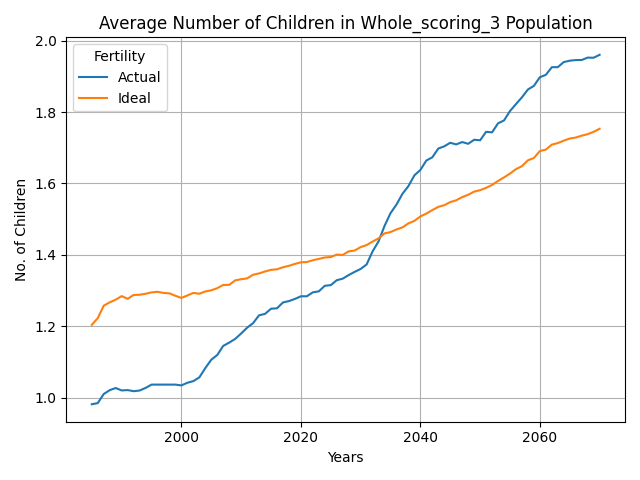 Average Number of Children in Whole_scoring_3 Population
Fertility
Actual
Ideal
No. of Children
2.0
1.8
1.6
1.4
1.2
1.0
2000
2020
2040
2060
Years